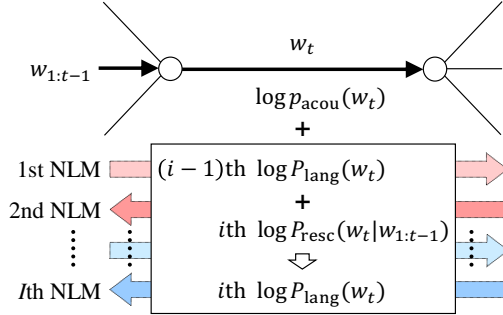 w_t
w_{1:t−1}
log p_acou(w_t)
+
1st NLM
(i − 1)th log P_lang(w_t)
2nd NLM
+
ith log P_resc(w_t|w_{1:t−1})
Ith NLM
ith log P_lang(w_t)